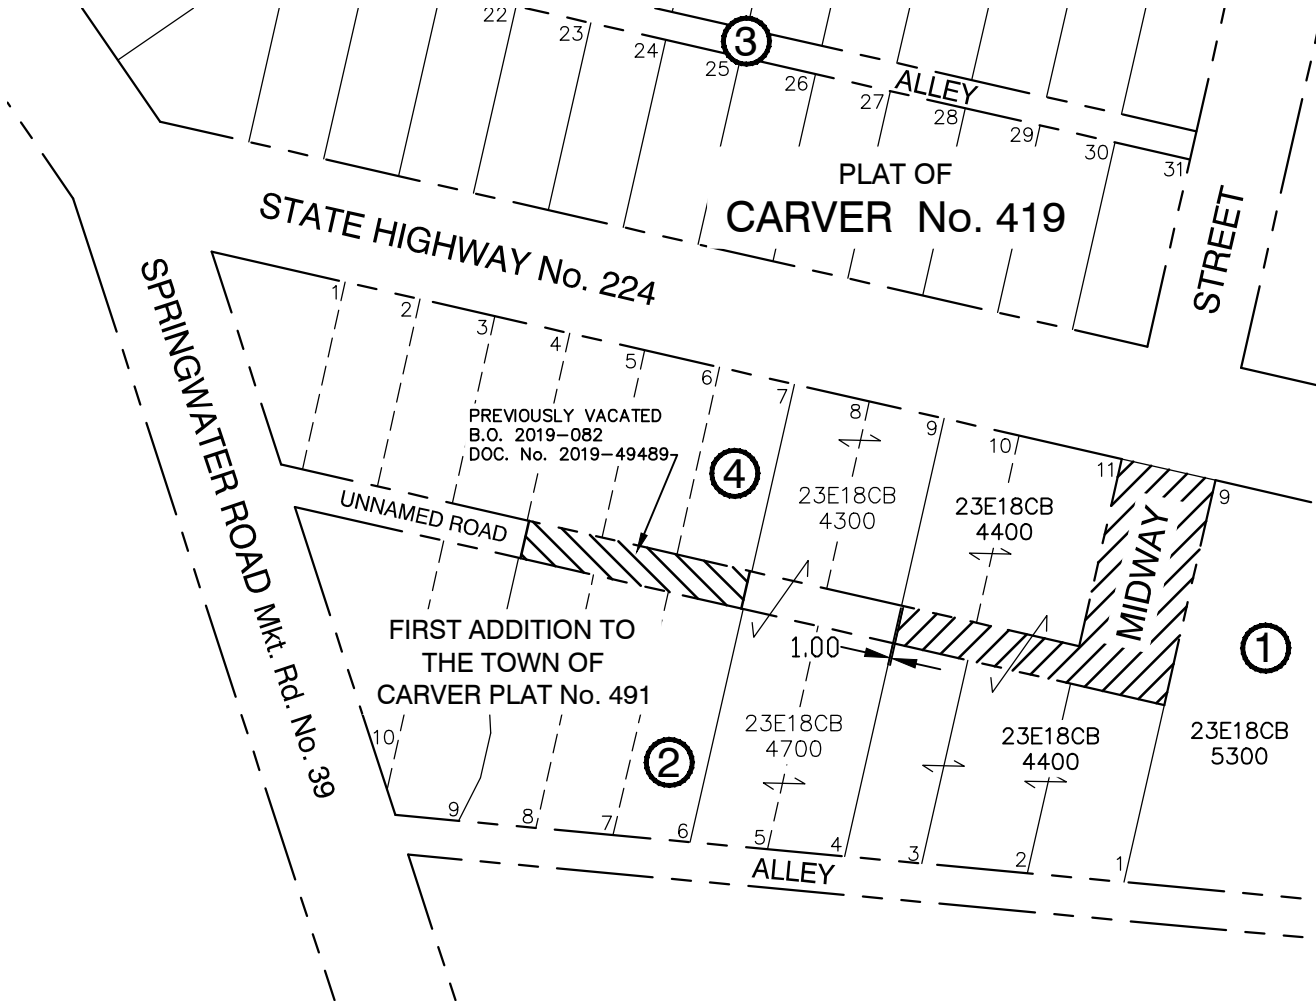 22
23
24
25
3
26
27
ALLEY
28
29
30
31
PLAT OF
CARVER No. 419
STREET
STATE HIGHWAY No. 224
SPRINGWATER ROAD Mkt. Rd. No. 39
1
2
3
4
5
6
7
8
9
10
11
9
PREVIOUSLY VACATED
B.O. 2019-082
DOC. No. 2019-49489
4
23E18CB
4300
23E18CB
4400
MIDWAY
UNNAMED ROAD
FIRST ADDITION TO
THE TOWN OF
CARVER PLAT No. 491
1.00
1
23E18CB
4700
23E18CB
4400
23E18CB
5300
2
10
9
8
7
6
5
4
3
2
1
ALLEY